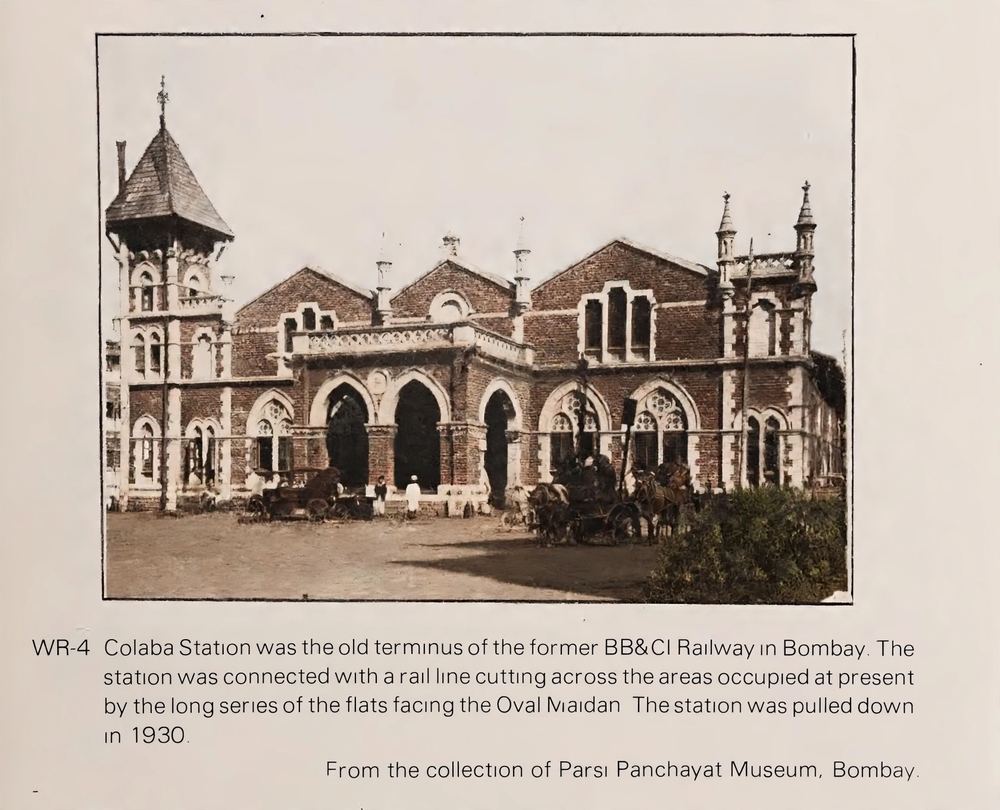 WR-4 Colaba Station was the old terminus of the former BB&CI Railway in Bombay. The
station was connected with a rail line cutting across the areas occupied at present
by the long series of the flats facing the Oval Maidan The station was pulled down
in 1930.
From the collection of Parsi Panchayat Museum, Bombay.